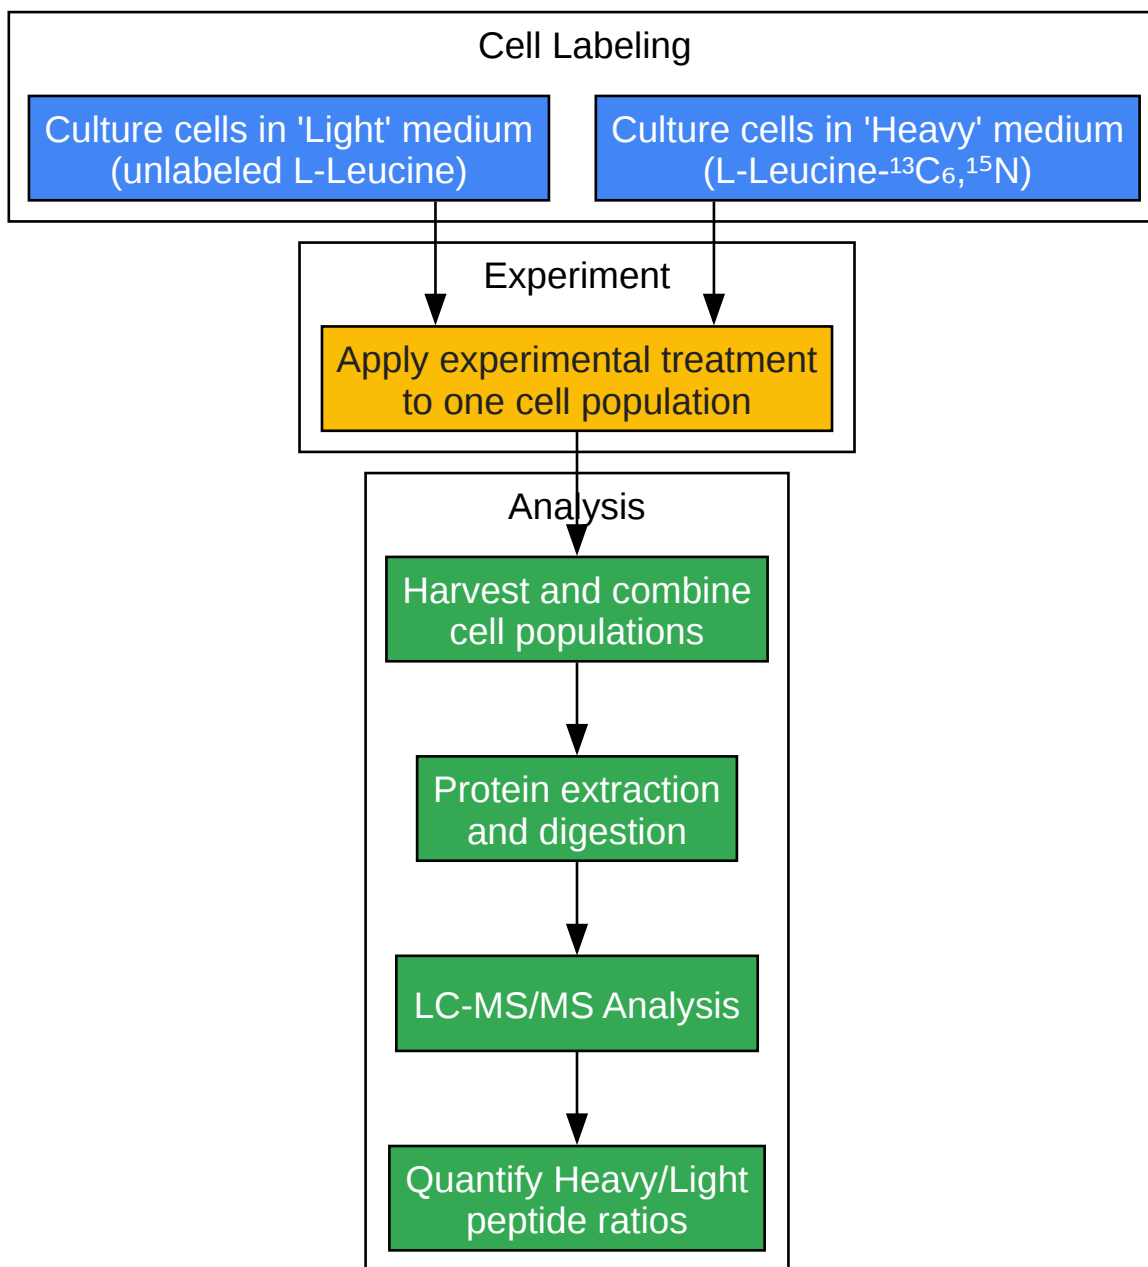 Cell Labeling
Culture cells in 'Light' medium
(unlabeled L-Leucine)
Culture cells in 'Heavy' medium
(L-Leucine-¹³C₆,¹⁵N)
Experiment
Apply experimental treatment
to one cell population
Analysis
Harvest and combine
cell populations
Protein extraction
and digestion
LC-MS/MS Analysis
Quantify Heavy/Light
peptide ratios